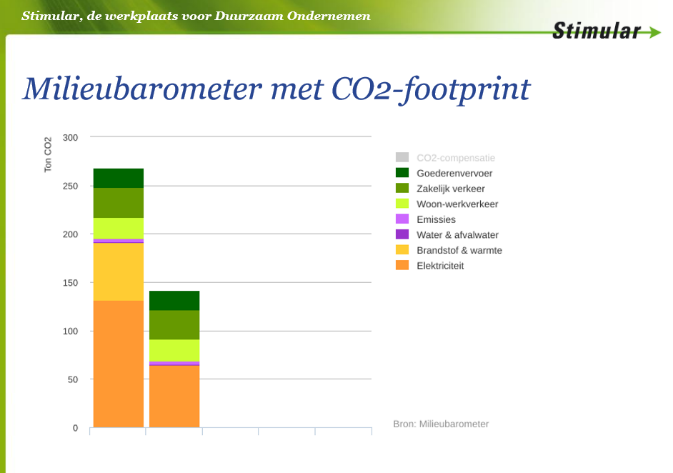 Stimular, de werkplaats voor Duurzaam Ondernemen
Stimular
Milieubarometer met CO2-footprint
Ton CO2
300
250
200
150
100
50
0
CO2-compensatie
Goederenvervoer
Zakelijk verkeer
Woon-werkverkeer
Emissies
Water & afvalwater
Brandstof & warmte
Elektriciteit
Bron: Milieubarometer